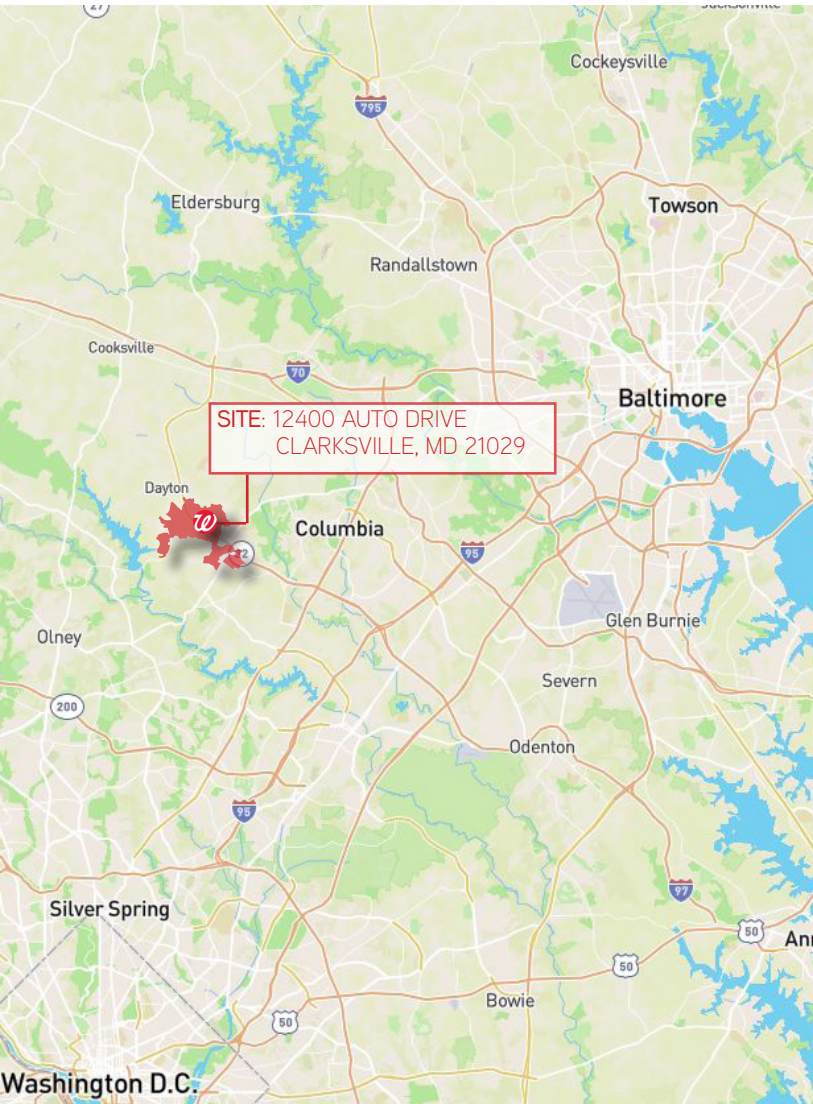 27
Cockeysville
795
Eldersburg
Towson
Randallstown
Cooksville
70
Baltimore
SITE: 12400 AUTO DRIVE
CLARKSVILLE, MD 21029
Dayton
W
Columbia
95
Glen Burnie
Olney
Severn
200
Odenton
95
97
Silver Spring
50
50
Bowie
50
Washington D.C.